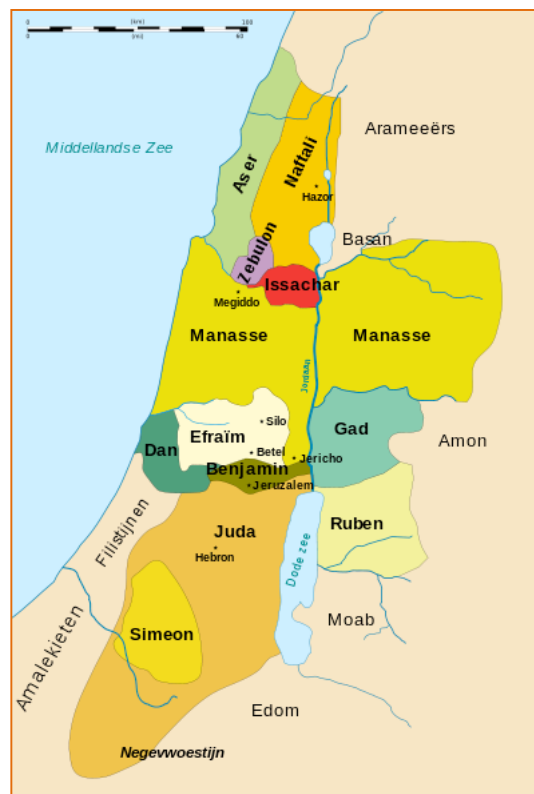 0 (km) 100
0 (mi) 60
Middellandse Zee
Arameeërs
Aser
Naftali
Hazor
Basan
Zebulon
Issachar
Megiddo
Manasse
Manasse
Jordaan
Silo
Efraïm
Gad
Dan
Betel
Amon
Jericho
Benjamin
Jeruzalem
Filistijnen
Juda
Ruben
Hebron
Dode zee
Simeon
Moab
Amalekieten
Edom
Negevwoestijn